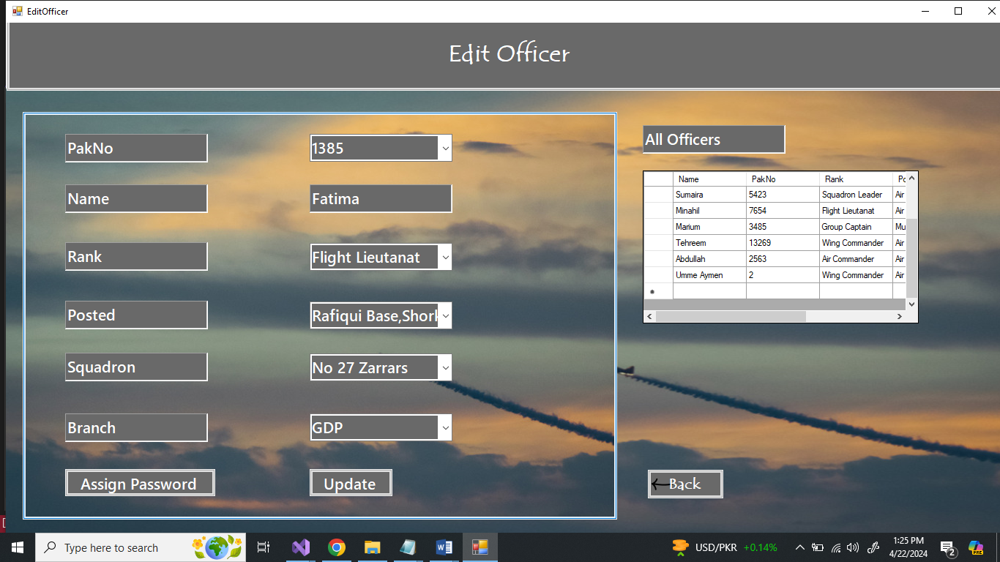 EditOfficer
Edit Officer
PakNo
1385
Name
Fatima
Rank
Flight Lieutanat
Posted
Rafiqui Base,Shork
Squadron
No 27 Zarrars
Branch
GDP
Assign Password
Update
All Officers
Name PakNo Rank Po
Sumaira 5423 Squadron Leader Air
Minahil 7654 Flight Lieutanat Air
Marium 3485 Group Captain Mu
Tehreem 13269 Wing Commander Air
Abdullah 2563 Air Commander Air
Umme Aymen 2 Wing Commander Air
*
Back
Type here to search
USD/PKR +0.14%
1:25 PM
4/22/2024
2
PRE